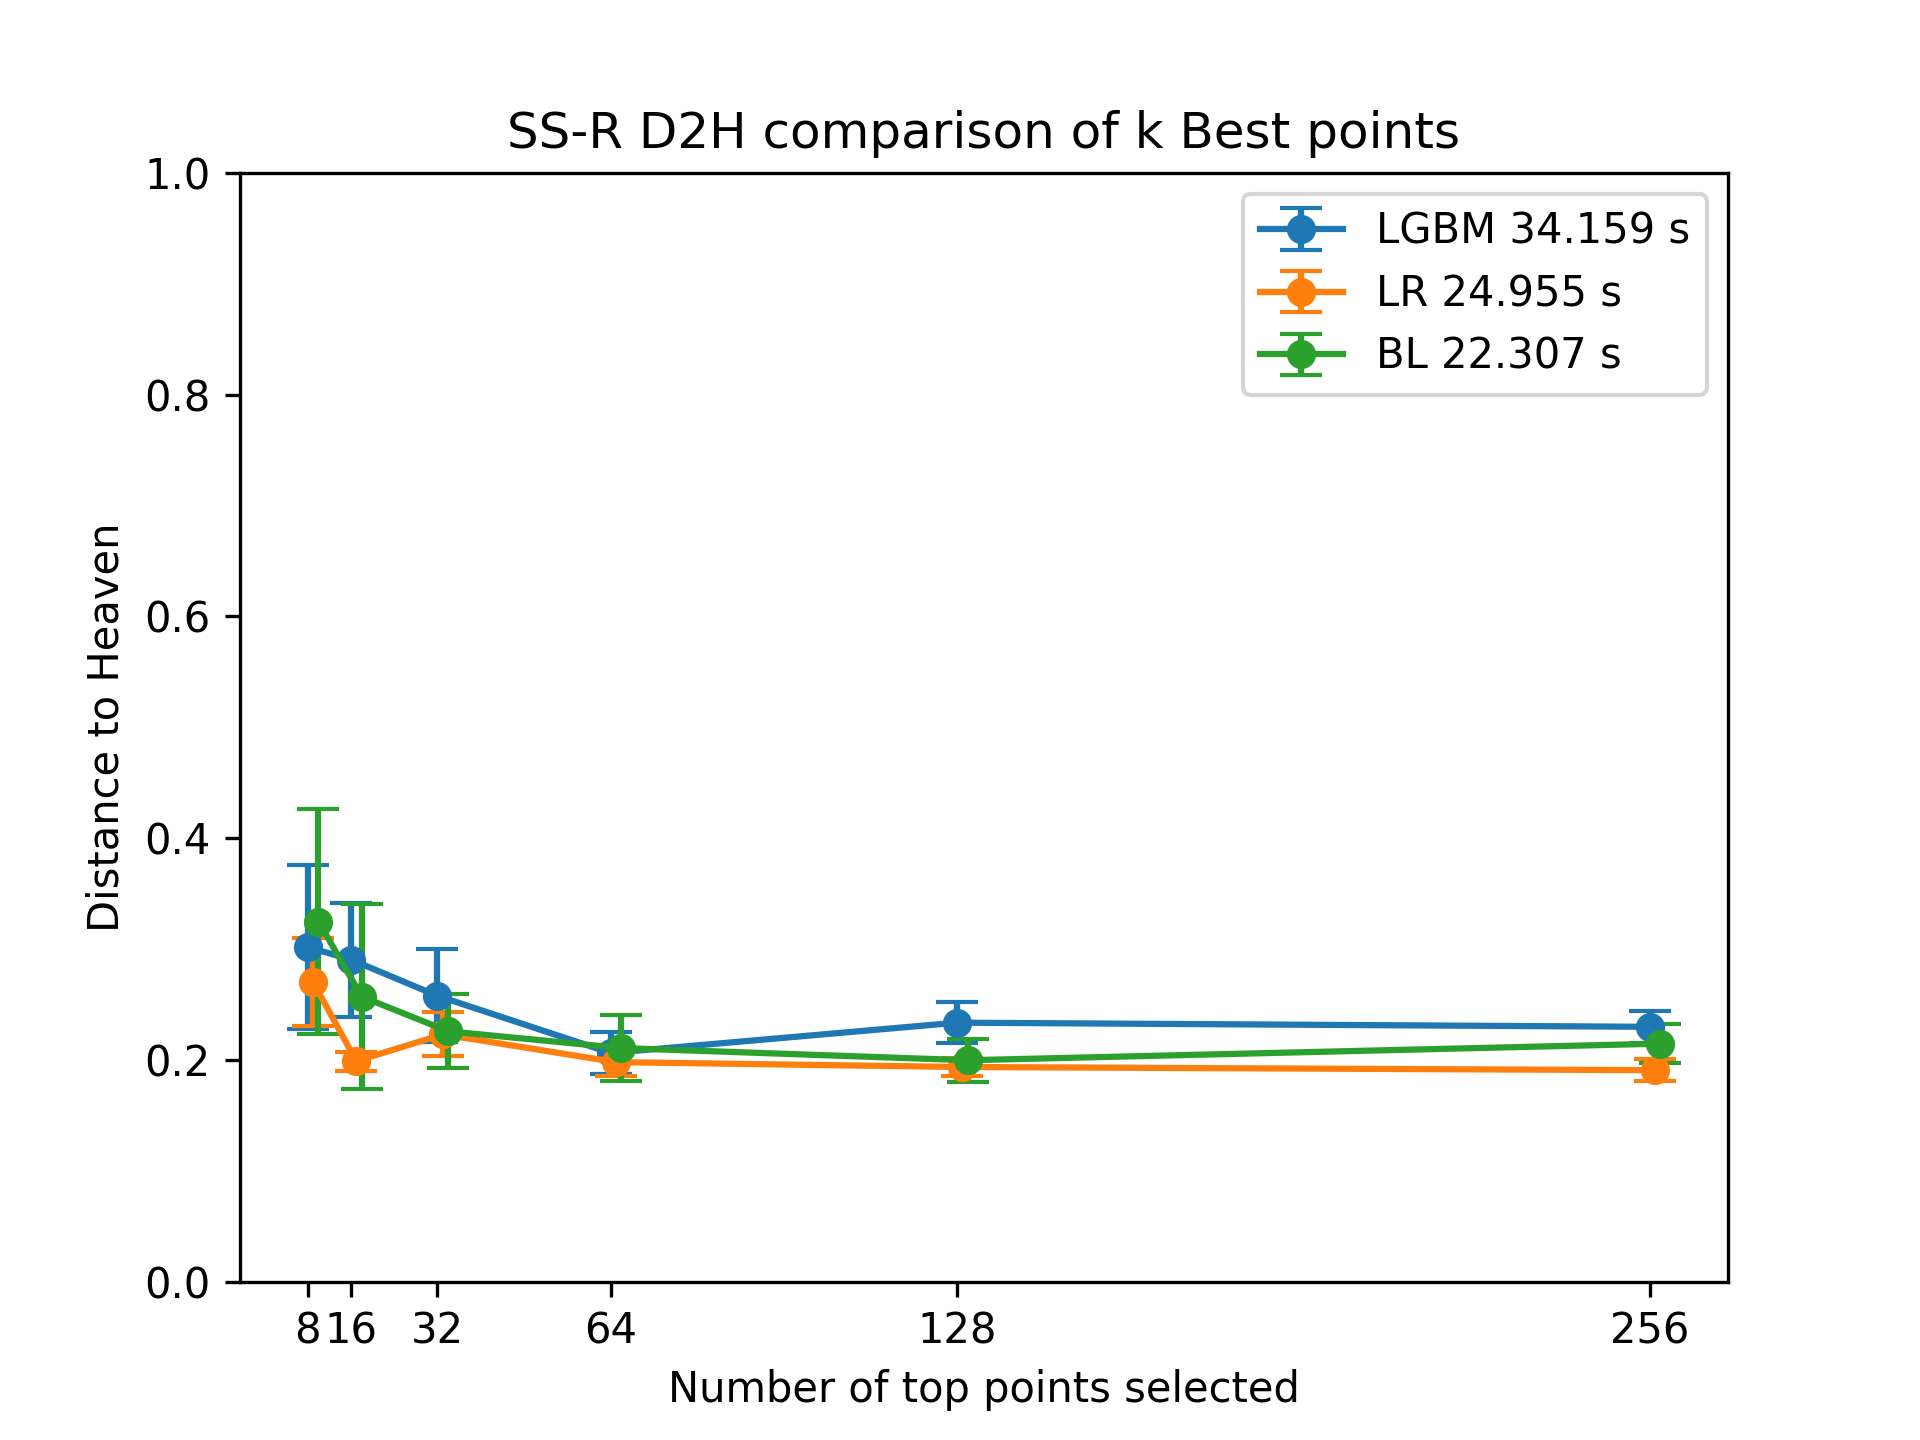 SS-R D2H comparison of k Best points
LGBM 34.159 s
LR 24.955 s
BL 22.307 s
Distance to Heaven
1.0
0.8
0.6
0.4
0.2
0.0
8 16 32 64 128 256
Number of top points selected